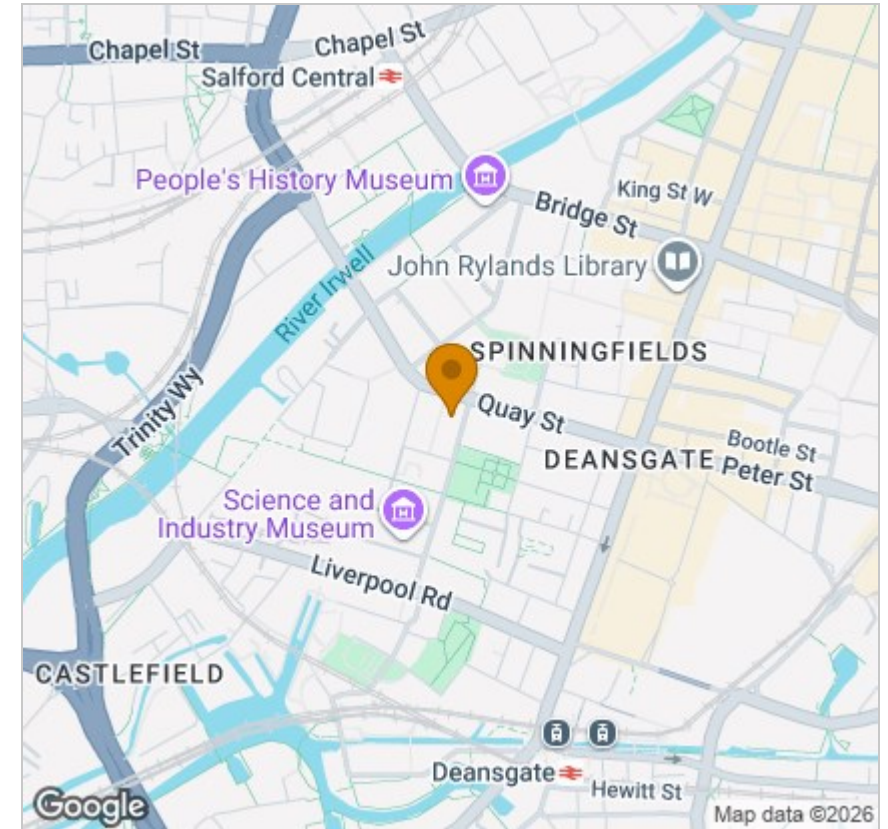 Chapel St
Chapel St
Salford Central
People's History Museum
King St W
Bridge St
John Rylands Library
River Irwell
SPINNINGFIELDS
Trinity Wy
Quay St
Bootle St
DEANSGATE
Peter St
Science and
Industry Museum
Liverpool Rd
CASTLEFIELD
Deansgate
Hewitt St
Google
Map data ©2026